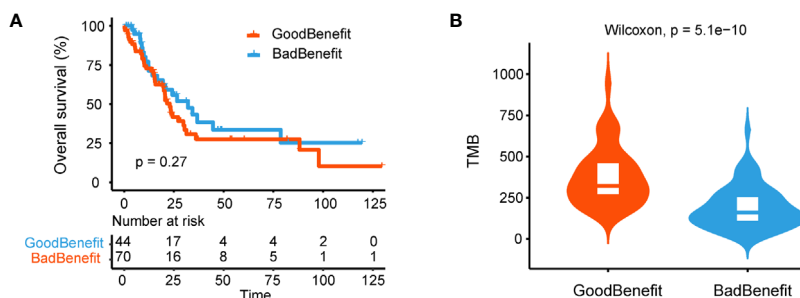 A
Overall survival (%)
100
75
50
25
0
GoodBenefit
BadBenefit
p = 0.27
0 25 50 75 100 125
Number at risk
GoodBenefit 44 17 4 4 2 0
BadBenefit 70 16 8 5 1 1
0 25 50 75 100 125
Time
B
Wilcoxon, p = 5.1e−10
TMB
1000
750
500
250
0
GoodBenefit BadBenefit